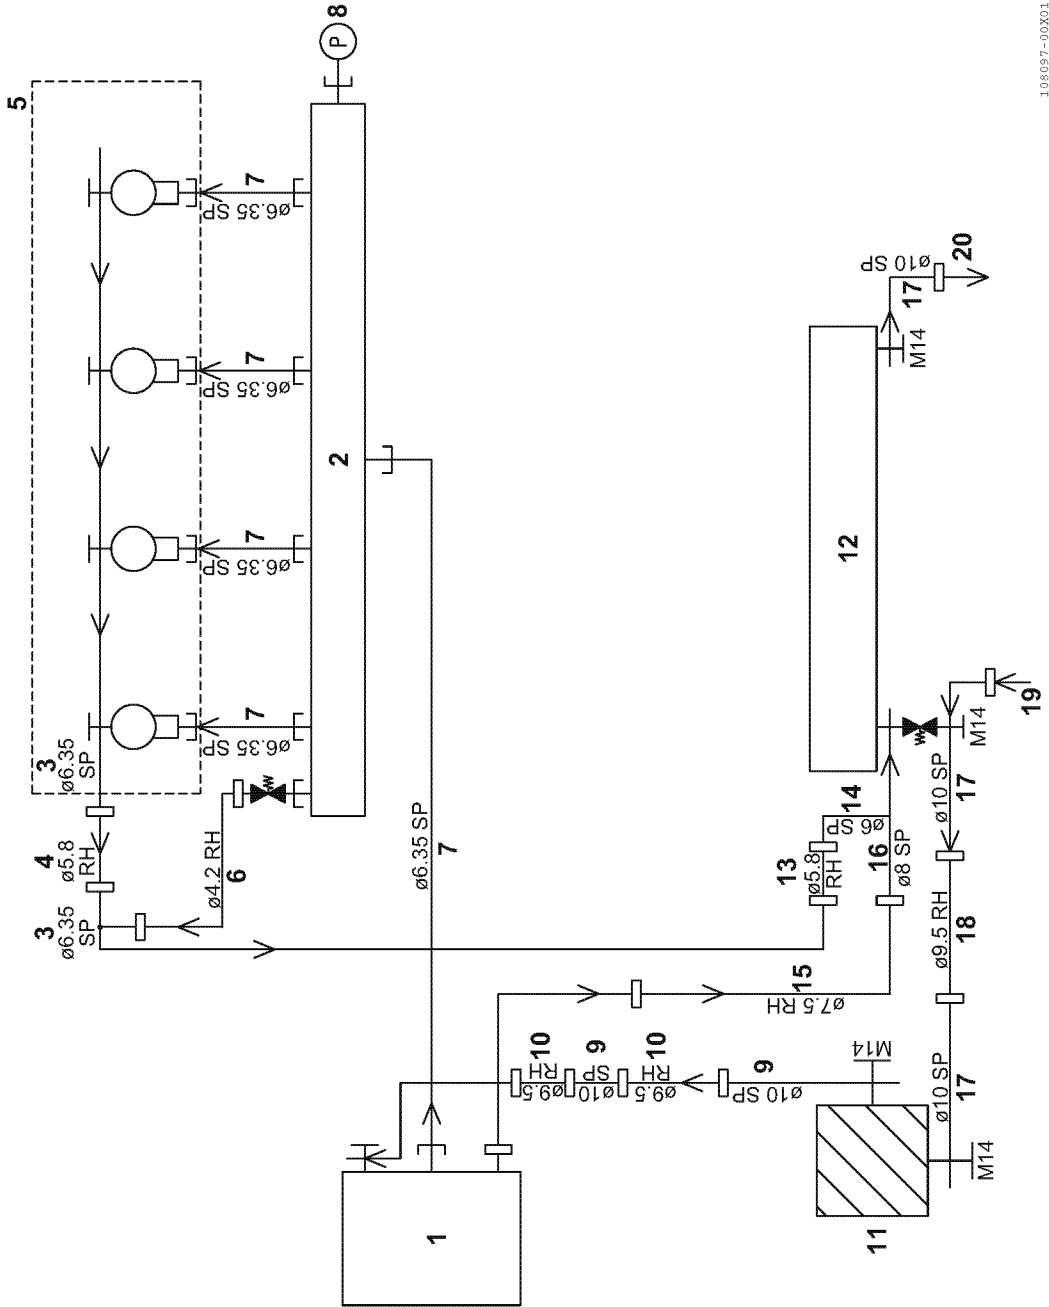 108097-00X01
8
P
5
7
ø6.35 SP
7
ø6.35 SP
7
ø6.35 SP
7
ø6.35 SP
2
3
ø6.35
SP
4
ø5.8
RH
3
ø6.35
SP
ø4.2 RH
6
ø6.35 SP
7
20
ø10 SP
17
M14
12
19
M14
ø10 SP
17
14
ø6 SP
13
ø5.8
RH
16
ø8 SP
ø9.5 RH
18
15
ø7.5 RH
10
ø9.5
RH
9
ø10
SP
10
ø9.5
RH
9
ø10 SP
M14
ø10 SP
17
M14
11
1